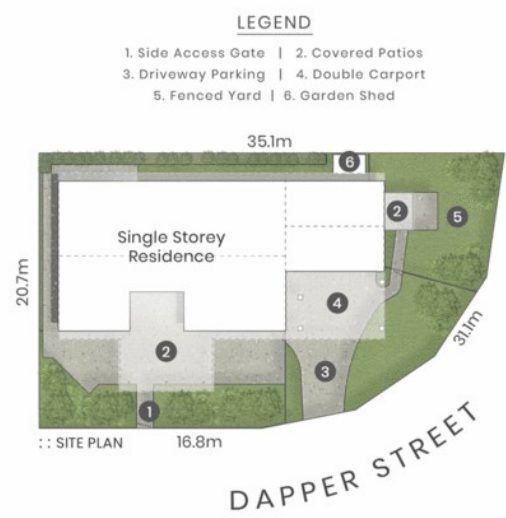 LEGEND
1. Side Access Gate | 2. Covered Patios
3. Driveway Parking | 4. Double Carport
5. Fenced Yard | 6. Garden Shed
35.1m
6
2
5
Single Storey
Residence
20.7m
4
31.1m
2
3
1
:: SITE PLAN
16.8m
DAPPER STREET